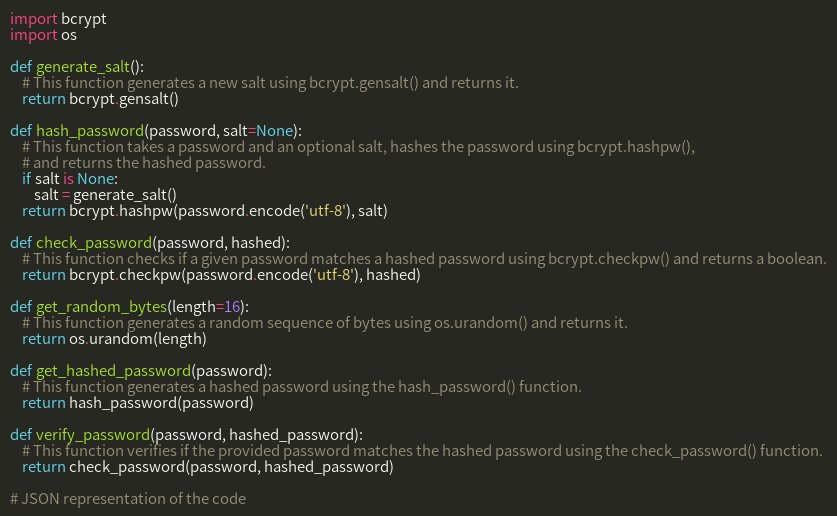 import bcrypt
import os
def generate_salt():
# This function generates a new salt using bcrypt.gensalt() and returns it.
return bcrypt.gensalt()
def hash_password(password, salt=None):
# This function takes a password and an optional salt, hashes the password using bcrypt.hashpw(),
# and returns the hashed password.
if salt is None:
salt = generate_salt()
return bcrypt.hashpw(password.encode('utf-8'), salt)
def check_password(password, hashed):
# This function checks if a given password matches a hashed password using bcrypt.checkpw() and returns a boolean.
return bcrypt.checkpw(password.encode('utf-8'), hashed)
def get_random_bytes(length=16):
# This function generates a random sequence of bytes using os.urandom() and returns it.
return os.urandom(length)
def get_hashed_password(password):
# This function generates a hashed password using the hash_password() function.
return hash_password(password)
def verify_password(password, hashed_password):
# This function verifies if the provided password matches the hashed password using the check_password() function.
return check_password(password, hashed_password)
# JSON representation of the code